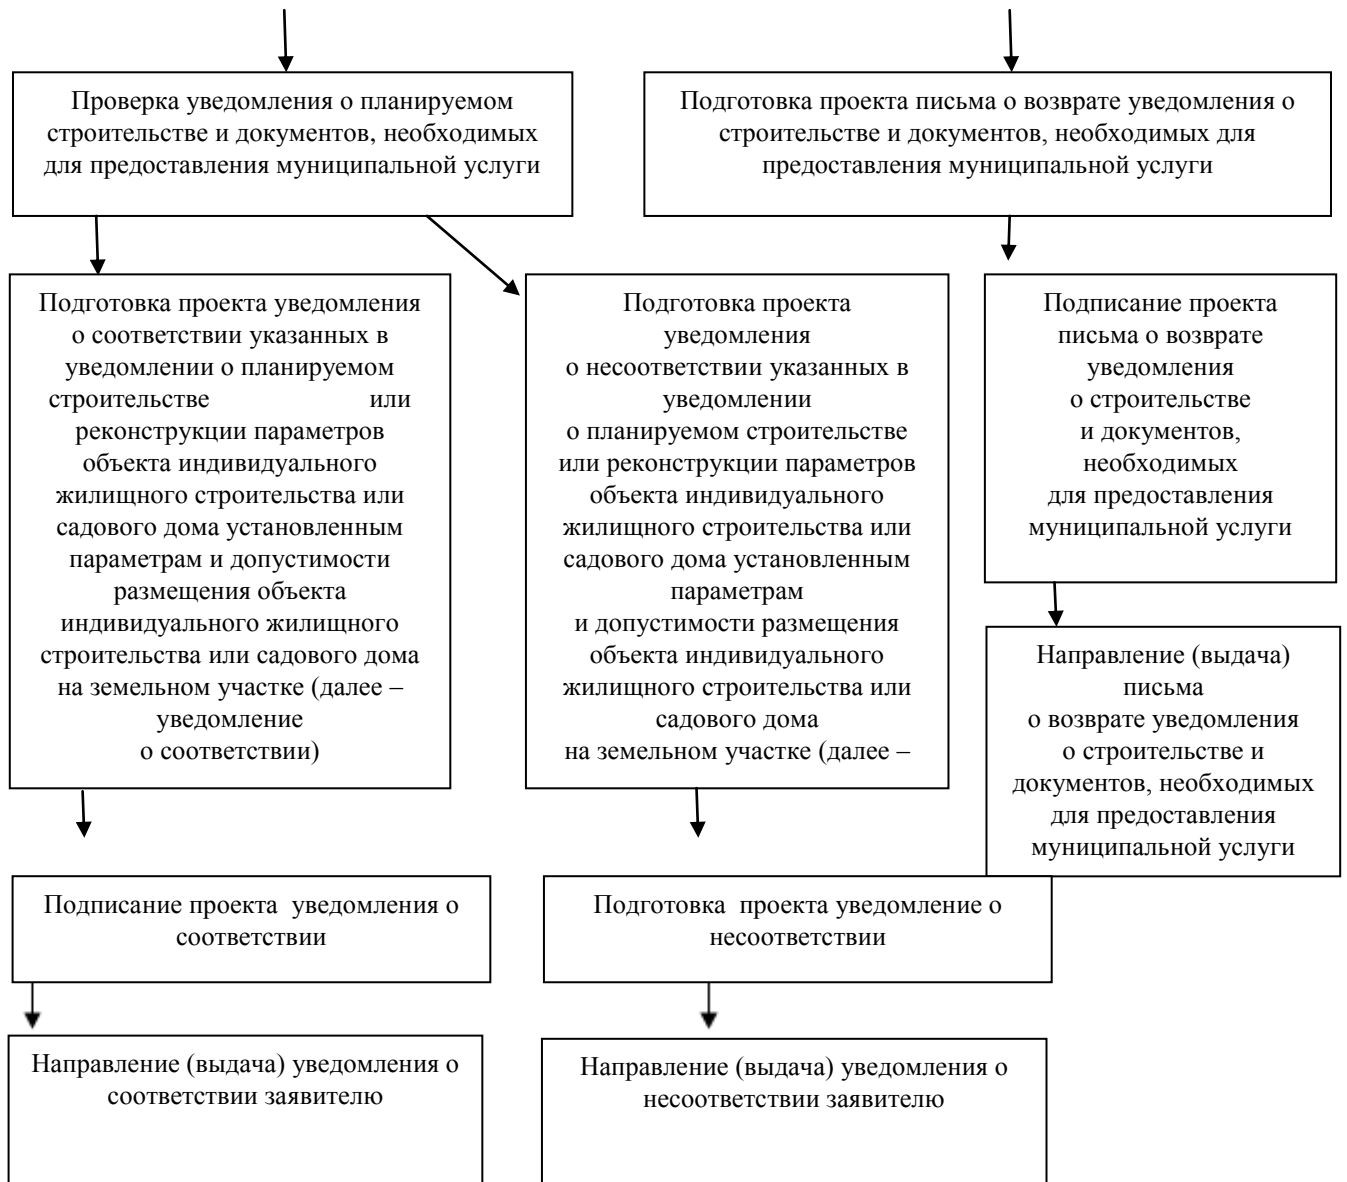 Проверка уведомления о планируемом
строительстве и документов, необходимых
для предоставления муниципальной услуги
Подготовка проекта письма о возврате уведомления о
строительстве и документов, необходимых для
предоставления муниципальной услуги
Подготовка проекта уведомления
о соответствии указанных в
уведомлении о планируемом
строительстве или
реконструкции параметров
объекта индивидуального
жилищного строительства или
садового дома установленным
параметрам и допустимости
размещения объекта
индивидуального жилищного
строительства или садового дома
на земельном участке (далее –
уведомление
о соответствии)
Подготовка проекта
уведомления
о несоответствии указанных в
уведомлении
о планируемом строительстве
или реконструкции параметров
объекта индивидуального
жилищного строительства или
садового дома установленным
параметрам
и допустимости размещения
объекта индивидуального
жилищного строительства или
садового дома
на земельном участке (далее –
Подписание проекта
письма о возврате
уведомления
о строительстве
и документов,
необходимых
для предоставления
муниципальной услуги
Направление (выдача)
письма
о возврате уведомления
о строительстве и
документов, необходимых
для предоставления
муниципальной услуги
Подписание проекта  уведомления о
соответствии
Подготовка  проекта уведомление о
несоответствии
Направление (выдача) уведомления о
соответствии заявителю
Направление (выдача) уведомления о
несоответствии заявителю